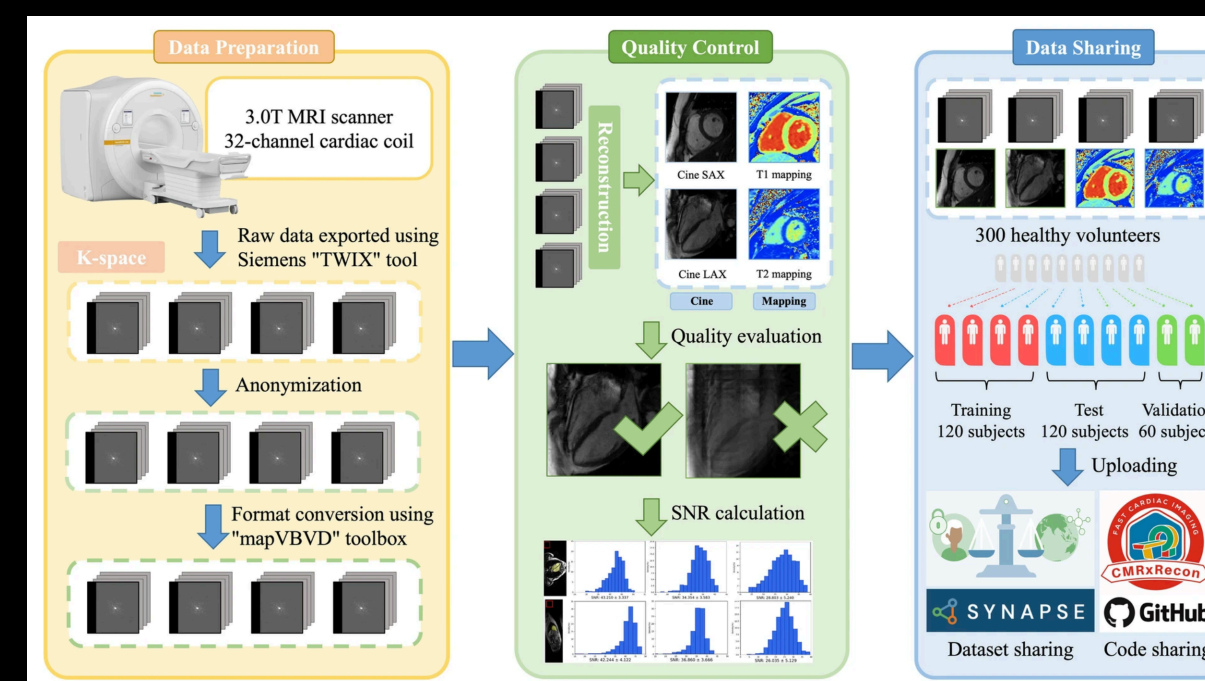 Data Preparation
3.0T MRI scanner
32-channel cardiac coil
Raw data exported using
Siemens "TWIX" tool
K-space
Anonymization
Format conversion using
"mapVBVD" toolbox
Quality Control
Reconstruction
Cine SAX
T1 mapping
Cine LAX
T2 mapping
Cine
Mapping
Quality evaluation
SNR calculation
Data Sharing
300 healthy volunteers
Training
120 subjects
Test
120 subjects
Validatio
60 subjec
Uploading
FAST CARDIAC IMAGING
CMRxRecon
SYNAPSE
GitHub
Dataset sharing
Code sharing